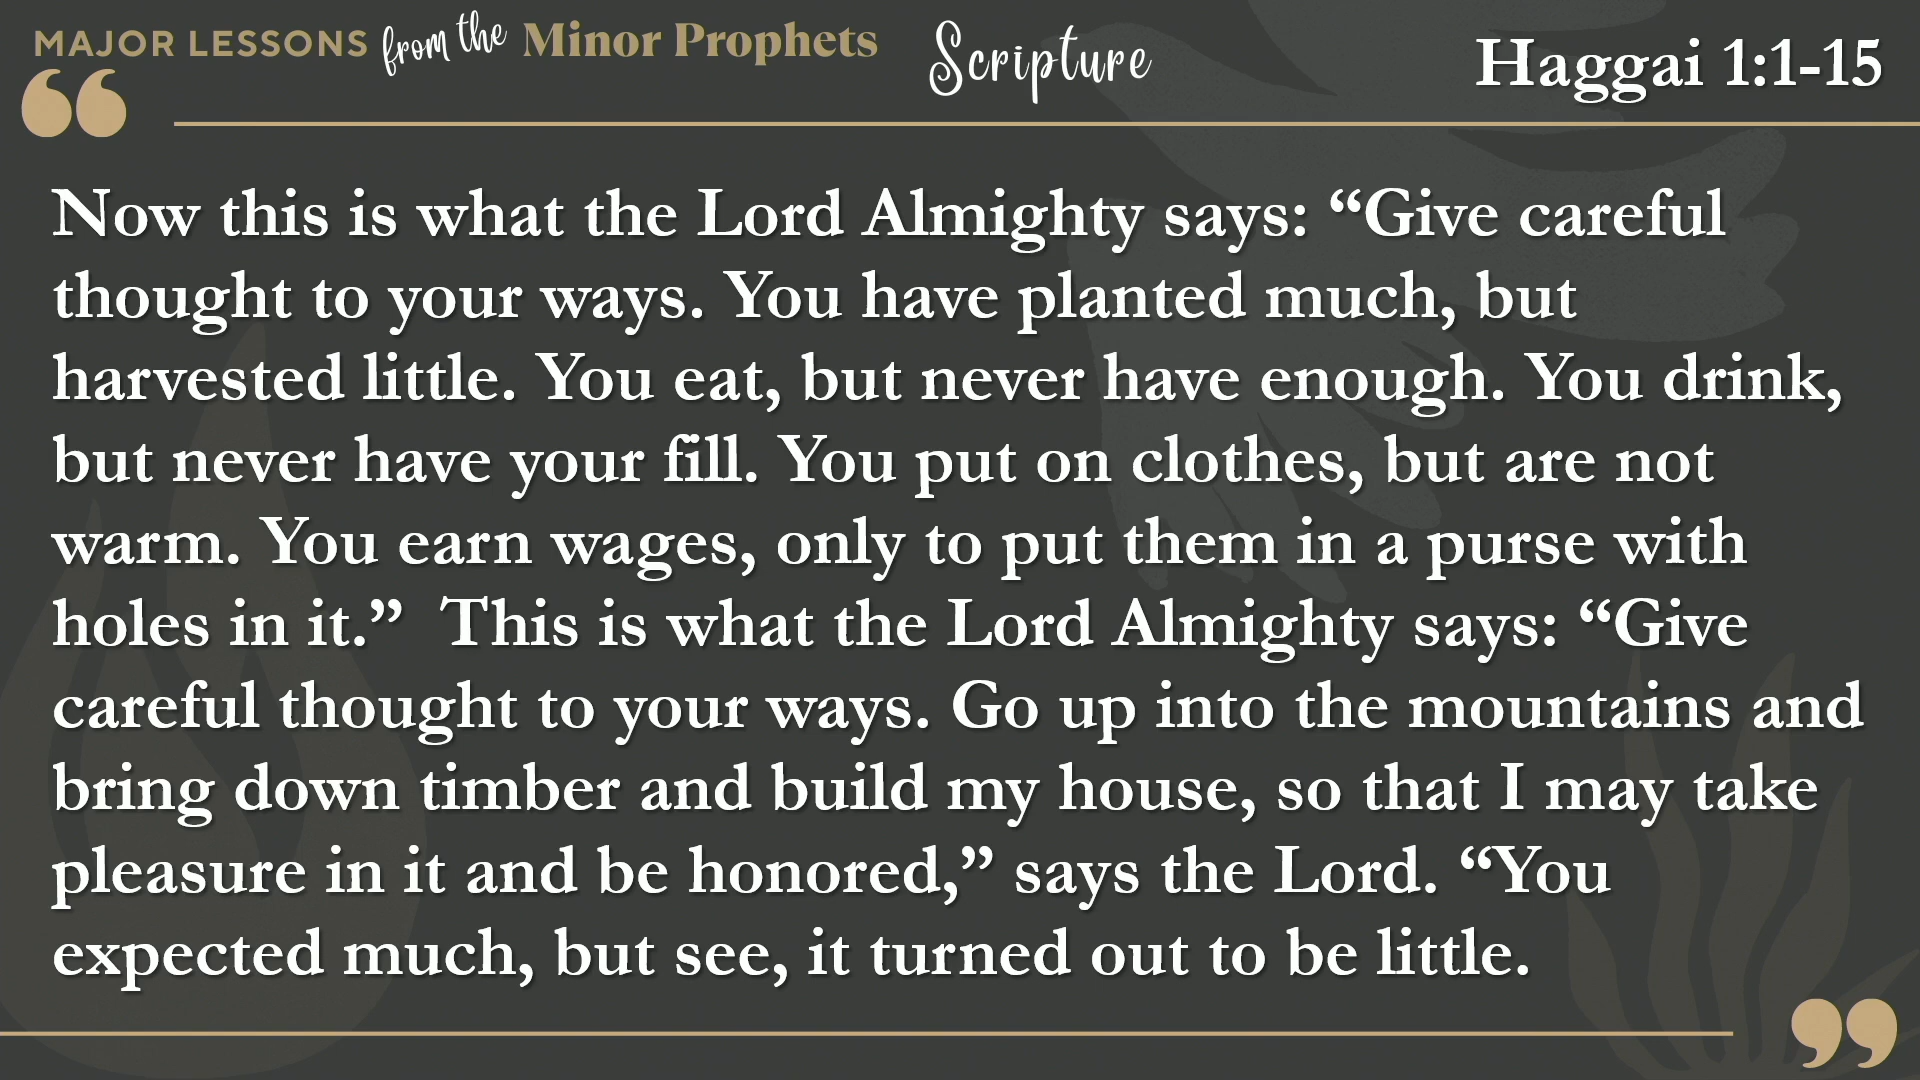 MAJOR LESSONS from the Minor Prophets Scripture Haggai 1:1-15
“
Now this is what the Lord Almighty says: “Give careful
thought to your ways. You have planted much, but
harvested little. You eat, but never have enough. You drink,
but never have your fill. You put on clothes, but are not
warm. You earn wages, only to put them in a purse with
holes in it.”  This is what the Lord Almighty says: “Give
careful thought to your ways. Go up into the mountains and
bring down timber and build my house, so that I may take
pleasure in it and be honored,” says the Lord. “You
expected much, but see, it turned out to be little.
”